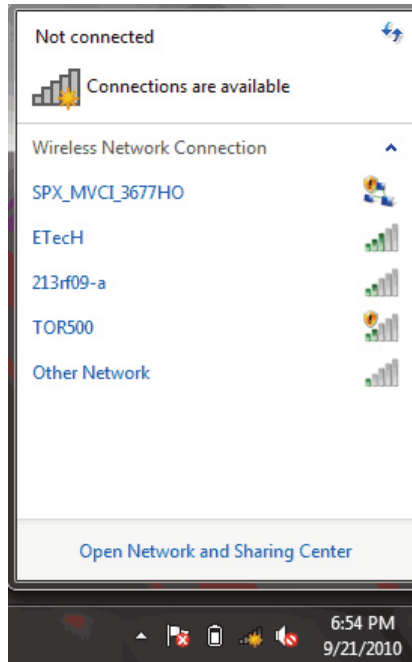 Not connected
Connections are available
Wireless Network Connection
SPX_MVCI_3677HO
ETecH
213rf09-a
TOR500
Other Network
Open Network and Sharing Center
6:54 PM
9/21/2010